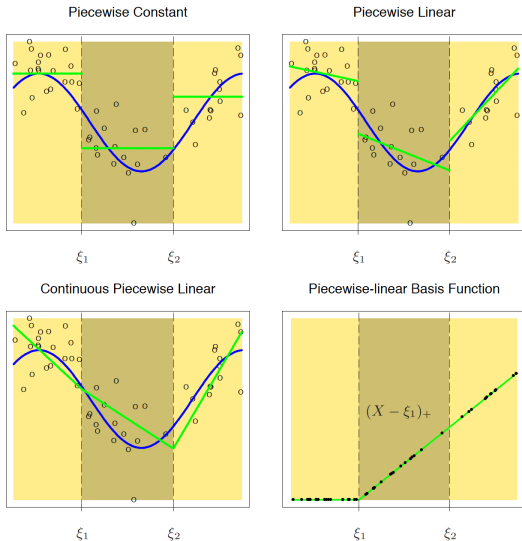 Piecewise Constant
Piecewise Linear
ξ₁
ξ₂
ξ₁
ξ₂
Continuous Piecewise Linear
Piecewise-linear Basis Function
(X − ξ₁)₊
ξ₁
ξ₂
ξ₁
ξ₂